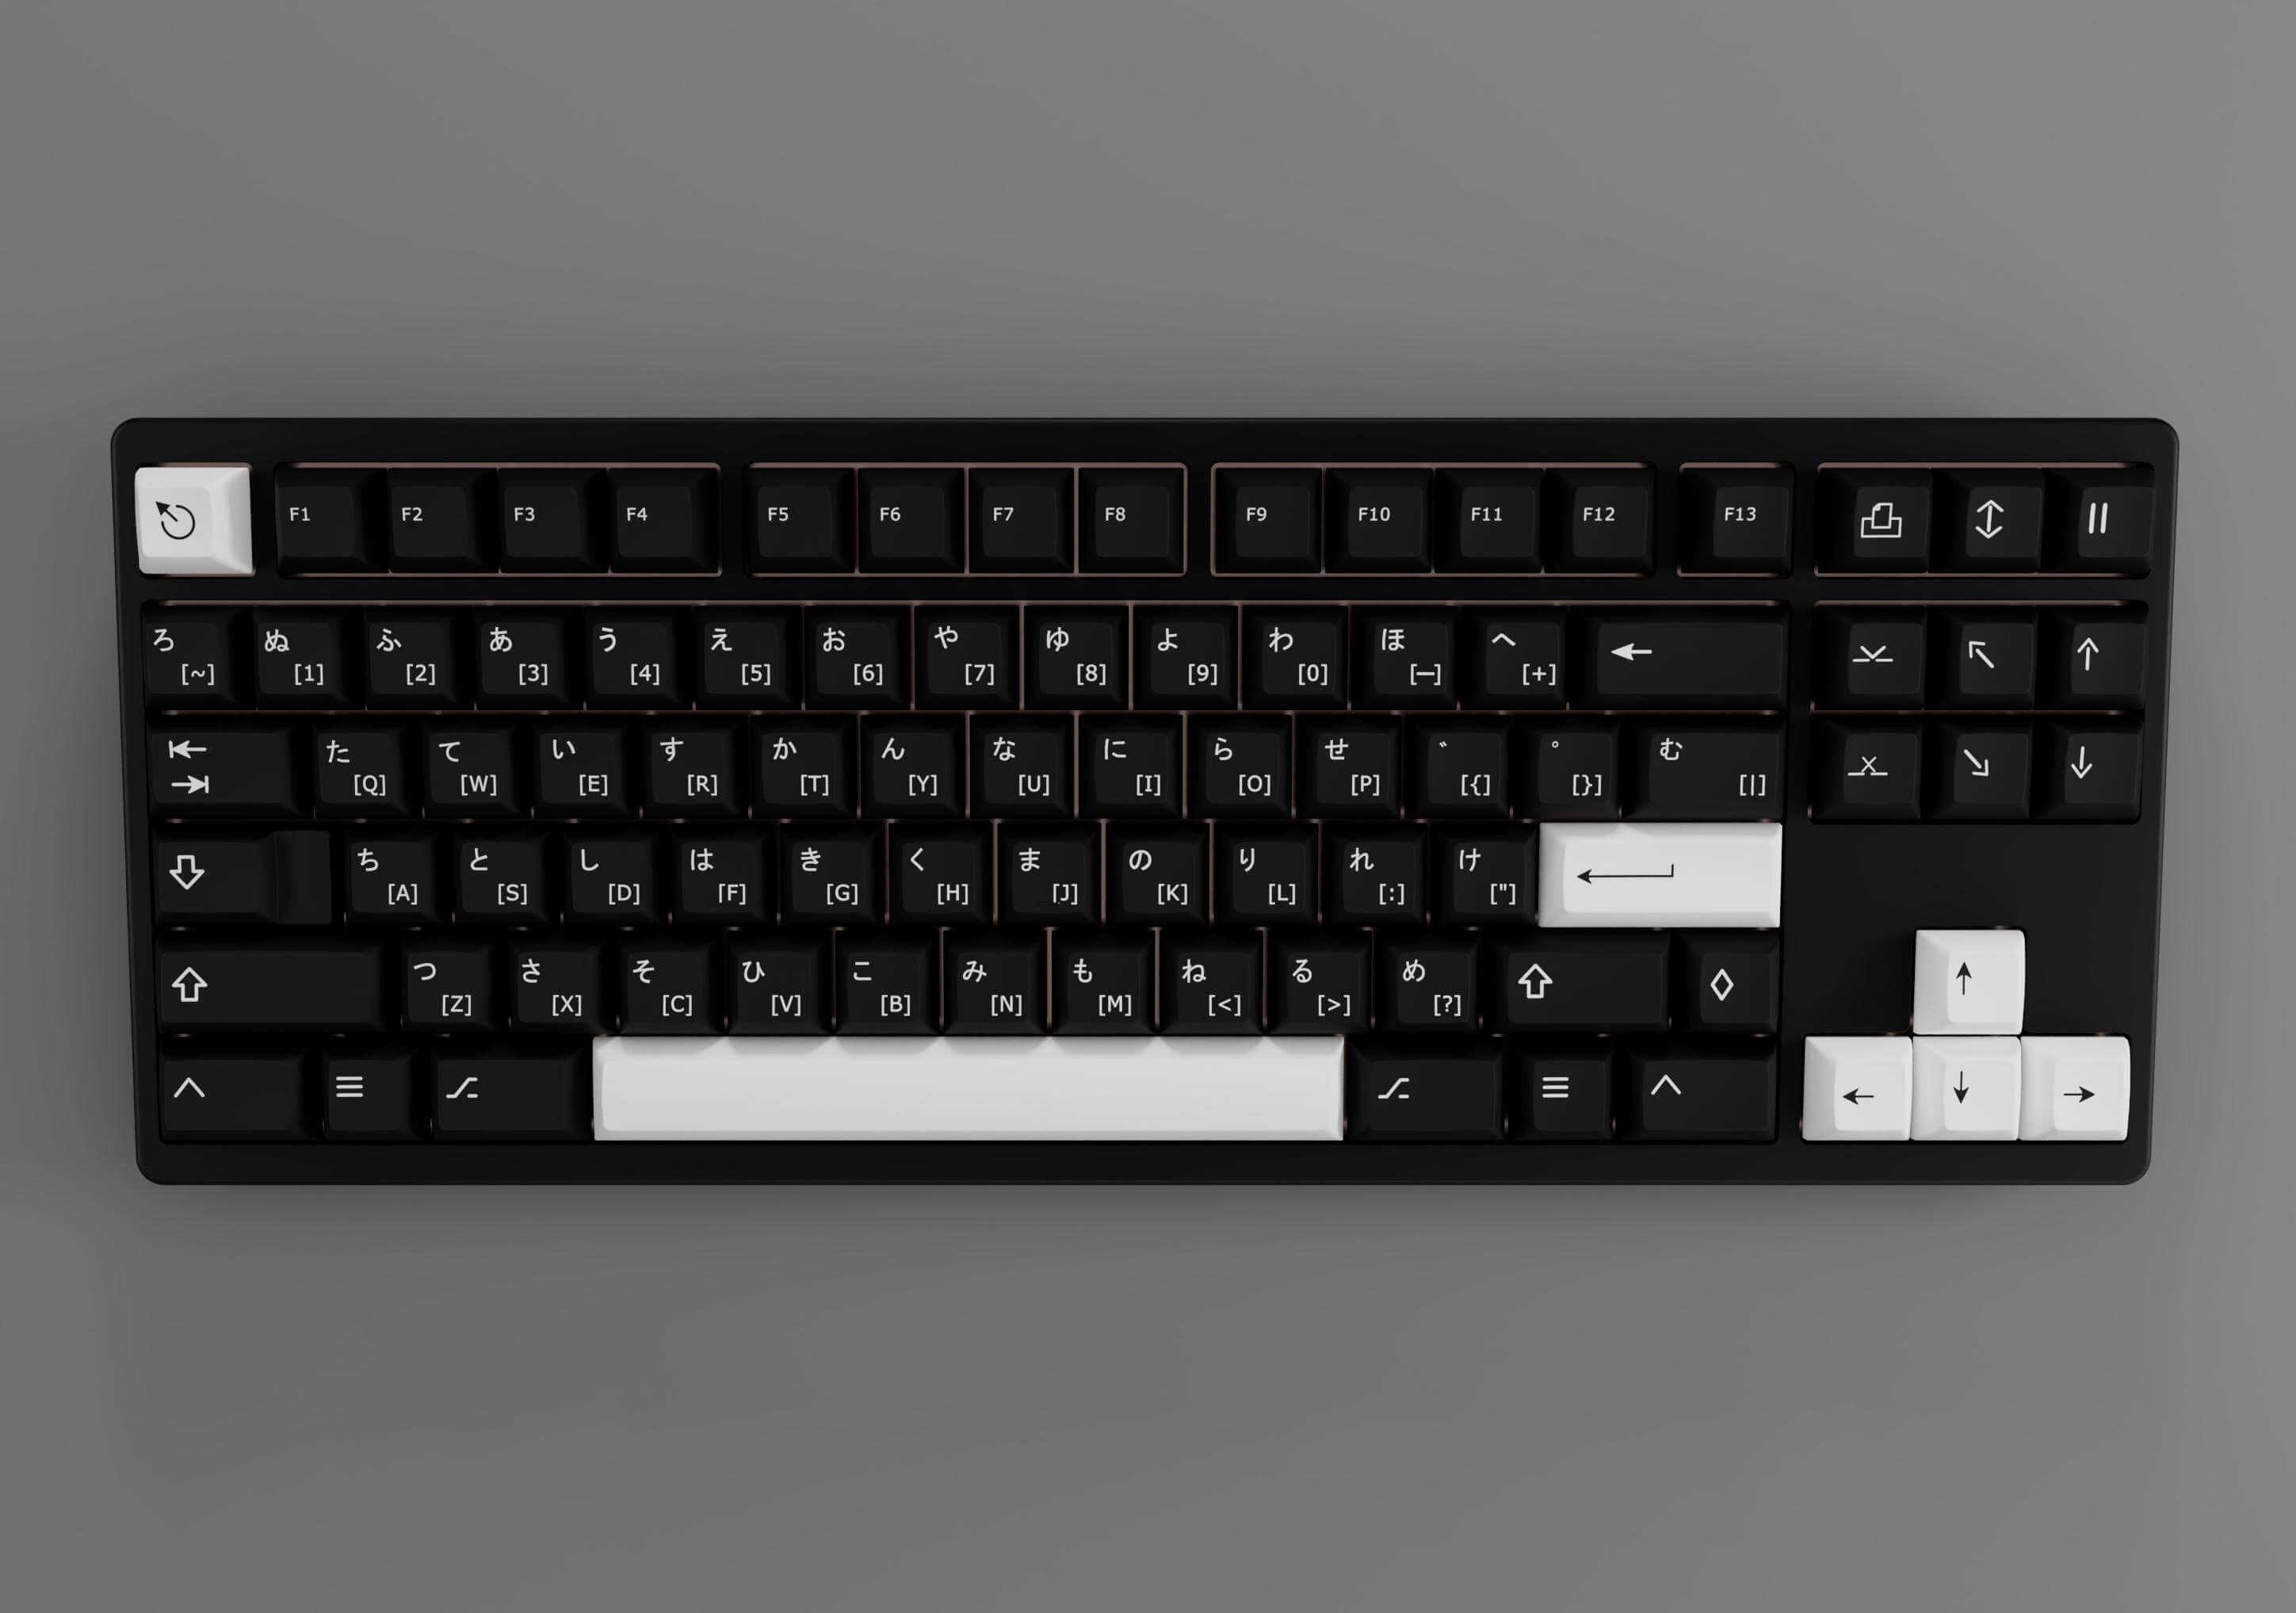 F1 F2 F3 F4 F5 F6 F7 F8 F9 F10 F11 F12 F13
ろ ぬ ふ あ う え お や ゆ よ わ ほ へ
[~] [1] [2] [3] [4] [5] [6] [7] [8] [9] [0] [—] [+]
た て い す か ん な に ら せ ゛ ゜ む
[Q] [W] [E] [R] [T] [Y] [U] [I] [O] [P] [{] [}] [|]
ち と し は き く ま の り れ け
[A] [S] [D] [F] [G] [H] [J] [K] [L] [:] ["]
つ さ そ ひ こ み も ね る め
[Z] [X] [C] [V] [B] [N] [M] [<] [>] [?]